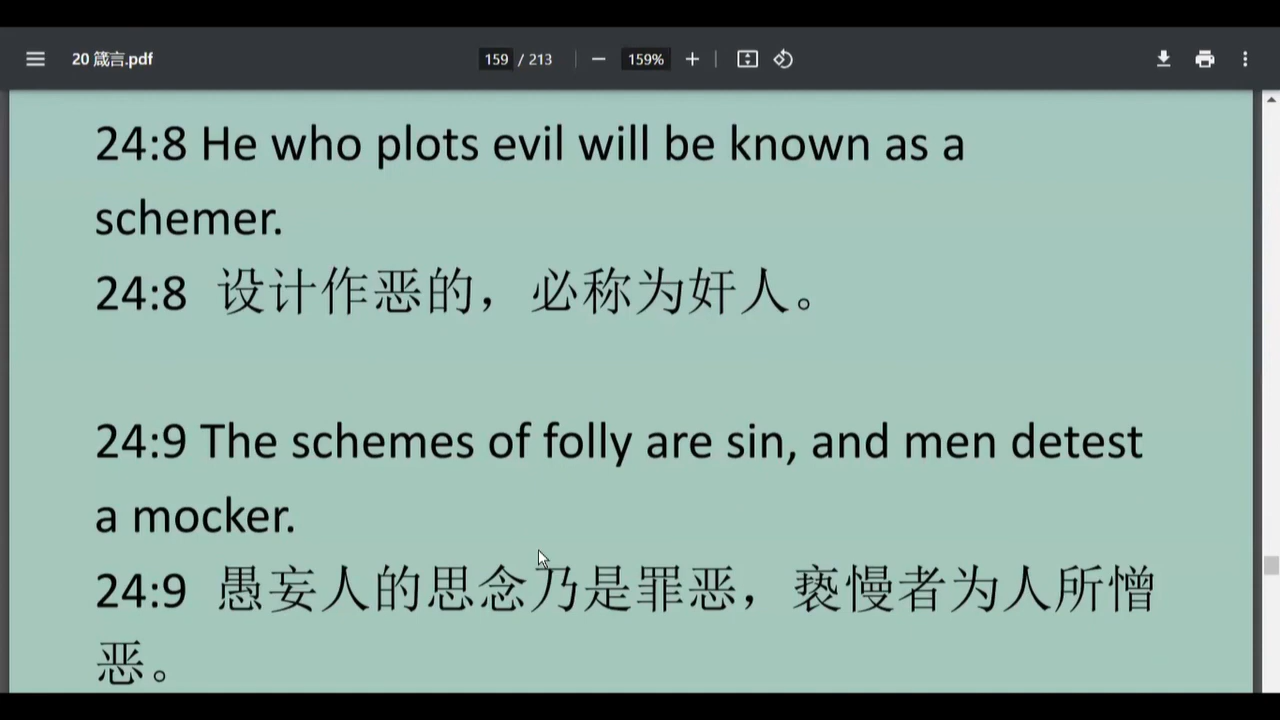 20 箴言.pdf
159 / 213
159%
24:8 He who plots evil will be known as a
schemer.
24:8 设计作恶的，必称为奸人。
24:9 The schemes of folly are sin, and men detest
a mocker.
24:9 愚妄人的思念乃是罪恶，亵慢者为人所憎
恶。